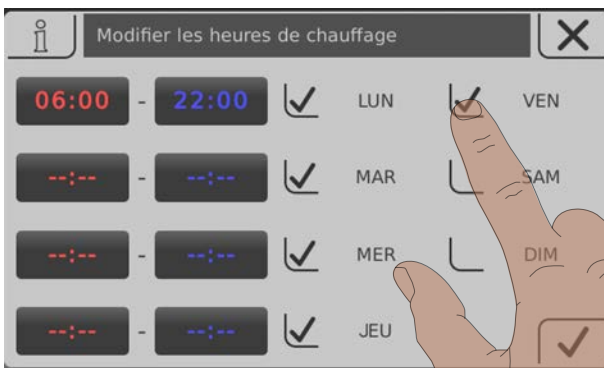 Modifier les heures de chauffage
06:00 - 22:00 LUN VEN
--:-- - --:-- MAR SAM
--:-- - --:-- MER DIM
--:-- - --:-- JEU